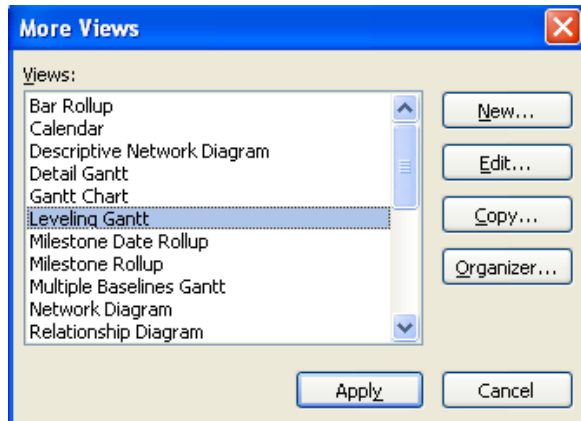 More Views
Views:
Bar Rollup
Calendar
Descriptive Network Diagram
Detail Gantt
Gantt Chart
Leveling Gantt
Milestone Date Rollup
Milestone Rollup
Multiple Baselines Gantt
Network Diagram
Relationship Diagram
New...
Edit...
Copy...
Organizer...
Apply
Cancel